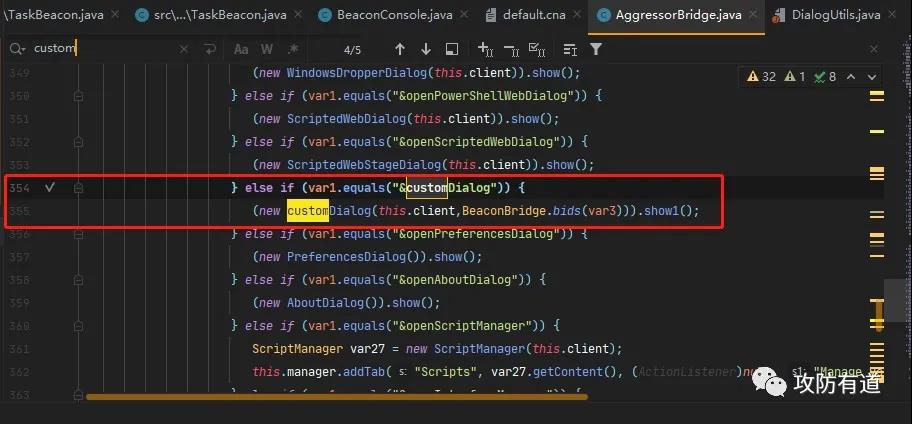 \TaskBeacon.java × src\...\TaskBeacon.java × BeaconConsole.java × default.cna × AggressorBridge.java × DialogUtils.java ×
custom × Aa W .* 4/5
349 (new WindowsDropperDialog(this.client)).show();
32 1 8
350 } else if (var1.equals("&openPowerShellWebDialog")) {
351 (new ScriptedWebDialog(this.client)).show();
352 } else if (var1.equals("&openScriptedWebDialog")) {
353 (new ScriptedWebStageDialog(this.client)).show();
354 } else if (var1.equals("&customDialog")) {
355 (new customDialog(this.client,BeaconBridge.bids(var3))).show1();
356 } else if (var1.equals("&openPreferencesDialog")) {
357 (new PreferencesDialog()).show();
358 } else if (var1.equals("&openAboutDialog")) {
359 (new AboutDialog()).show();
360 } else if (var1.equals("&openScriptManager")) {
361 ScriptManager var27 = new ScriptManager(this.client);
362 this.manager.addTab( s: "Scripts", var27.getContent(), (ActionListener)nu s1: "Manage
363
攻防有道